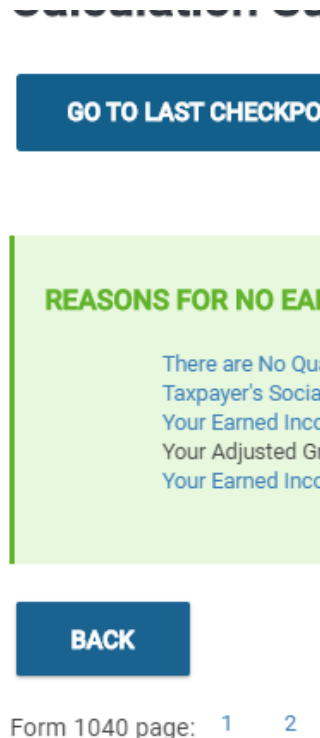 GO TO LAST CHECKPO
REASONS FOR NO EA
There are No Qu
Taxpayer's Socia
Your Earned Inco
Your Adjusted G
Your Earned Inco
BACK
Form 1040 page: 1 2